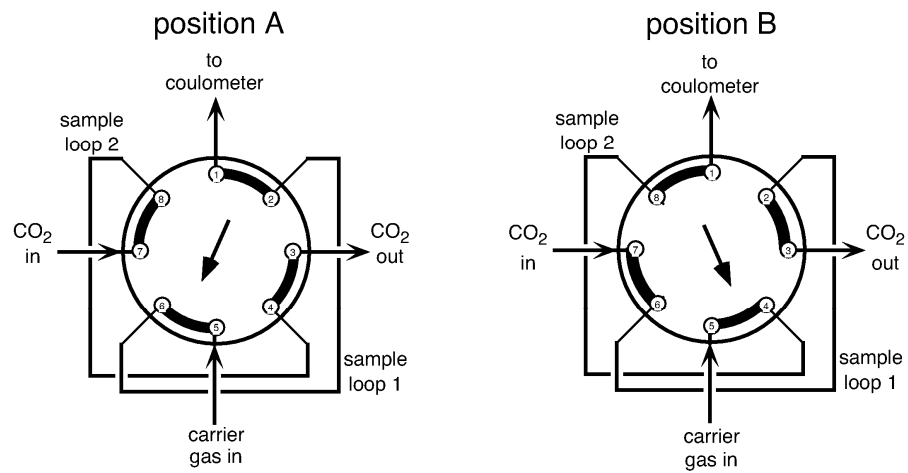 position A
to
coulometer
sample
loop 2
CO2
in
CO2
out
sample
loop 1
carrier
gas in
1
2
3
4
5
6
7
8
position B
to
coulometer
sample
loop 2
CO2
in
CO2
out
sample
loop 1
carrier
gas in
1
2
3
4
5
6
7
8